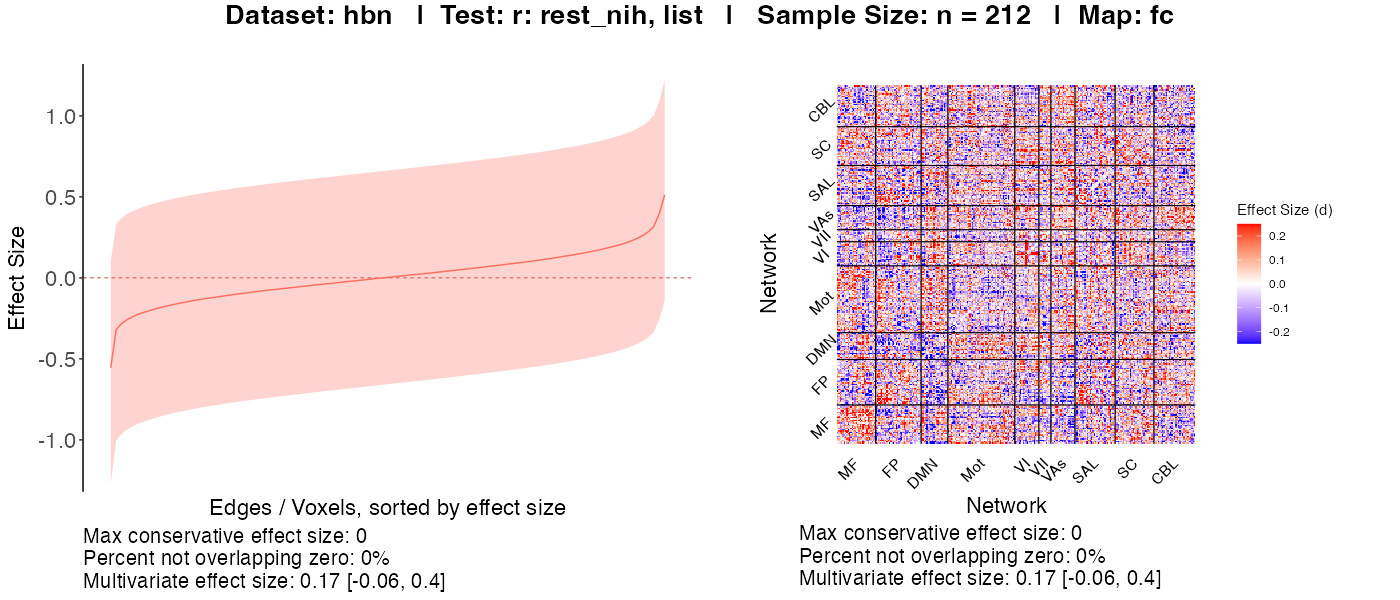 Dataset: hbn | Test: r: rest_nih, list | Sample Size: n = 212 | Map: fc
Effect Size
1.0
0.5
0.0
-0.5
-1.0
Edges / Voxels, sorted by effect size
Max conservative effect size: 0
Percent not overlapping zero: 0%
Multivariate effect size: 0.17 [-0.06, 0.4]
Network
CBL
SC
SAL
VAs
VII
VI
Mot
DMN
FP
MF
MF FP DMN Mot VI VII VAs SAL SC CBL
Network
Max conservative effect size: 0
Percent not overlapping zero: 0%
Multivariate effect size: 0.17 [-0.06, 0.4]
Effect Size (d)
0.2
0.1
0.0
-0.1
-0.2